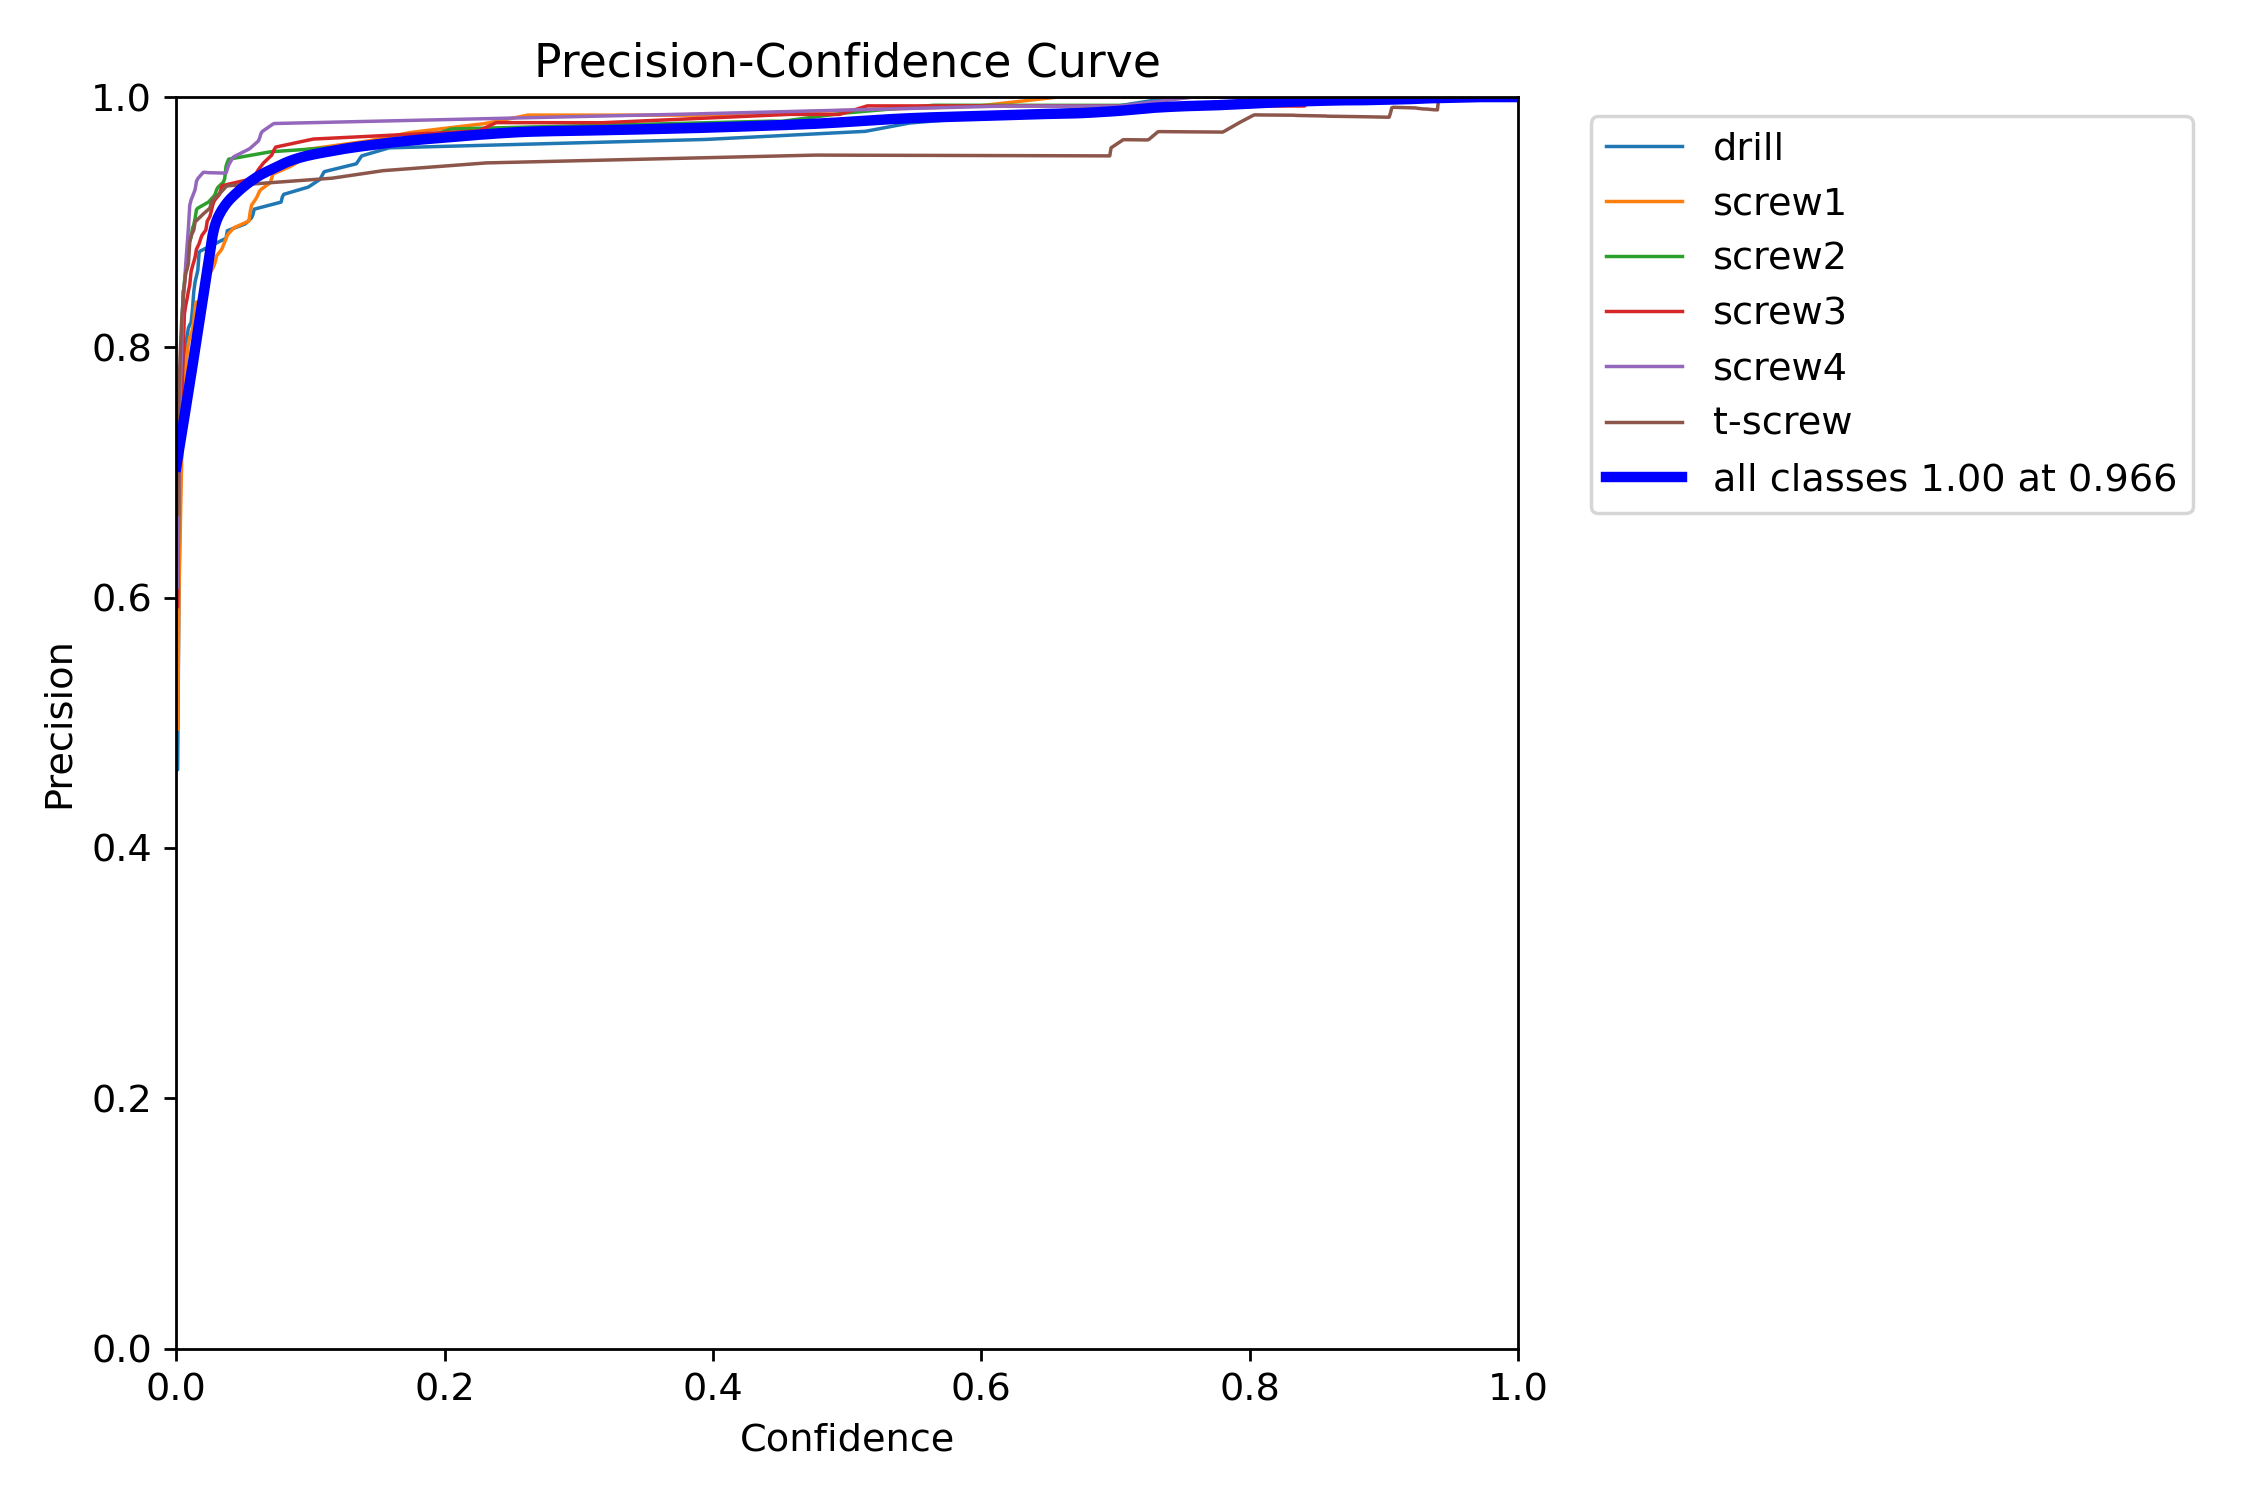 Precision-Confidence Curve
1.0
0.8
0.6
0.4
0.2
0.0
Precision
0.0 0.2 0.4 0.6 0.8 1.0
Confidence
drill
screw1
screw2
screw3
screw4
t-screw
all classes 1.00 at 0.966